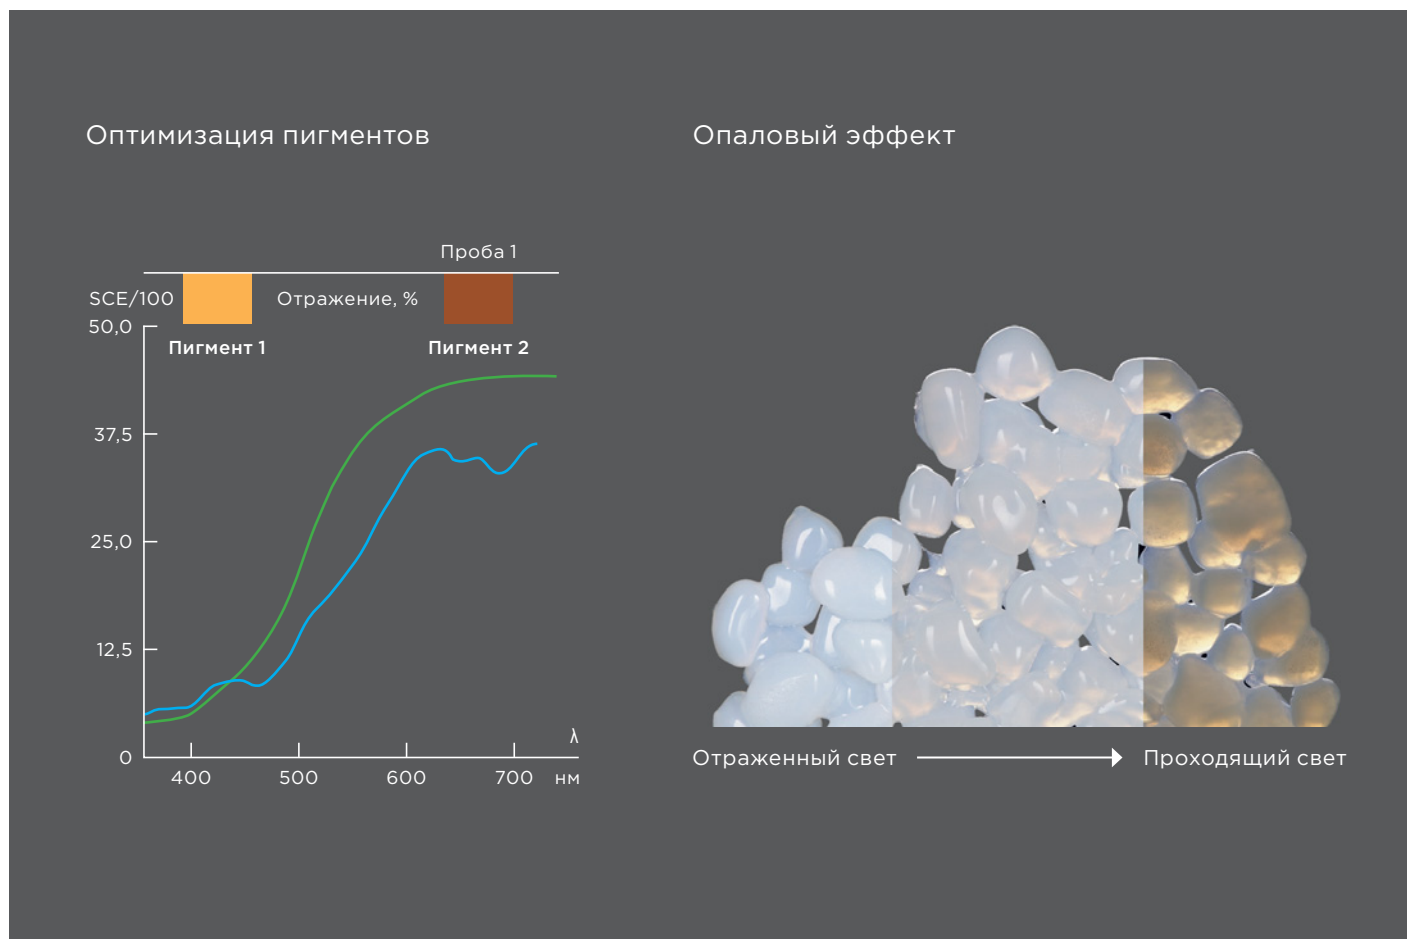 Оптимизация пигментов
Проба 1
SCE/100
Отражение, %
50,0
Пигмент 1
Пигмент 2
37,5
25,0
12,5
0
λ
400
500
600
700
нм
Опаловый эффект
Отраженный свет
Проходящий свет